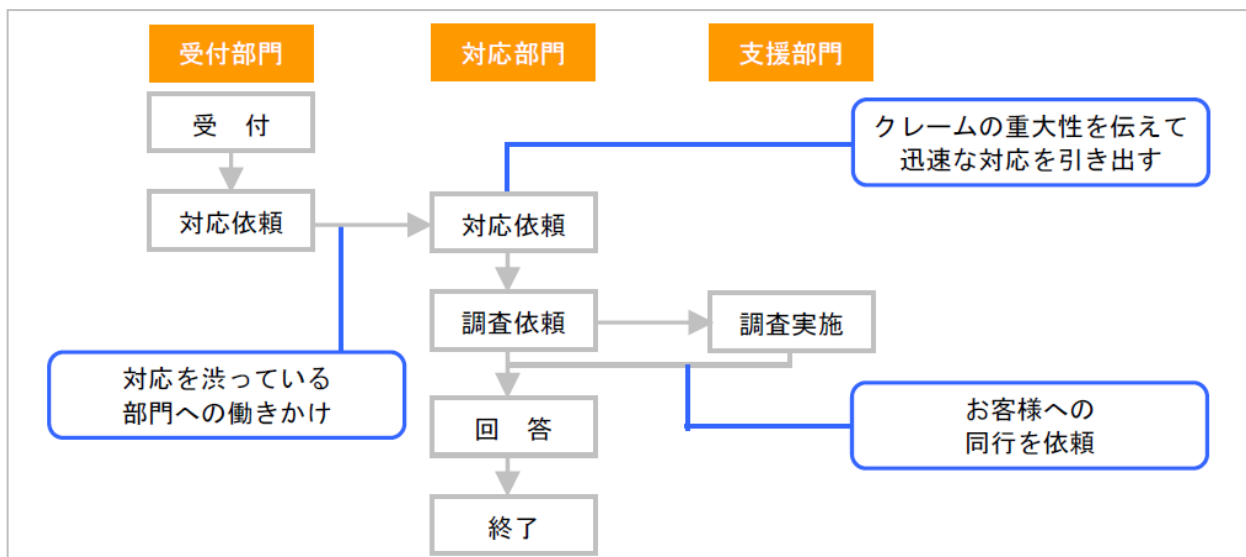 受付部門
対応部門
支援部門
受　付
クレームの重大性を伝えて
迅速な対応を引き出す
対応依頼
対応依頼
調査依頼
調査実施
対応を渋っている
部門への働きかけ
回　答
お客様への
同行を依頼
終了